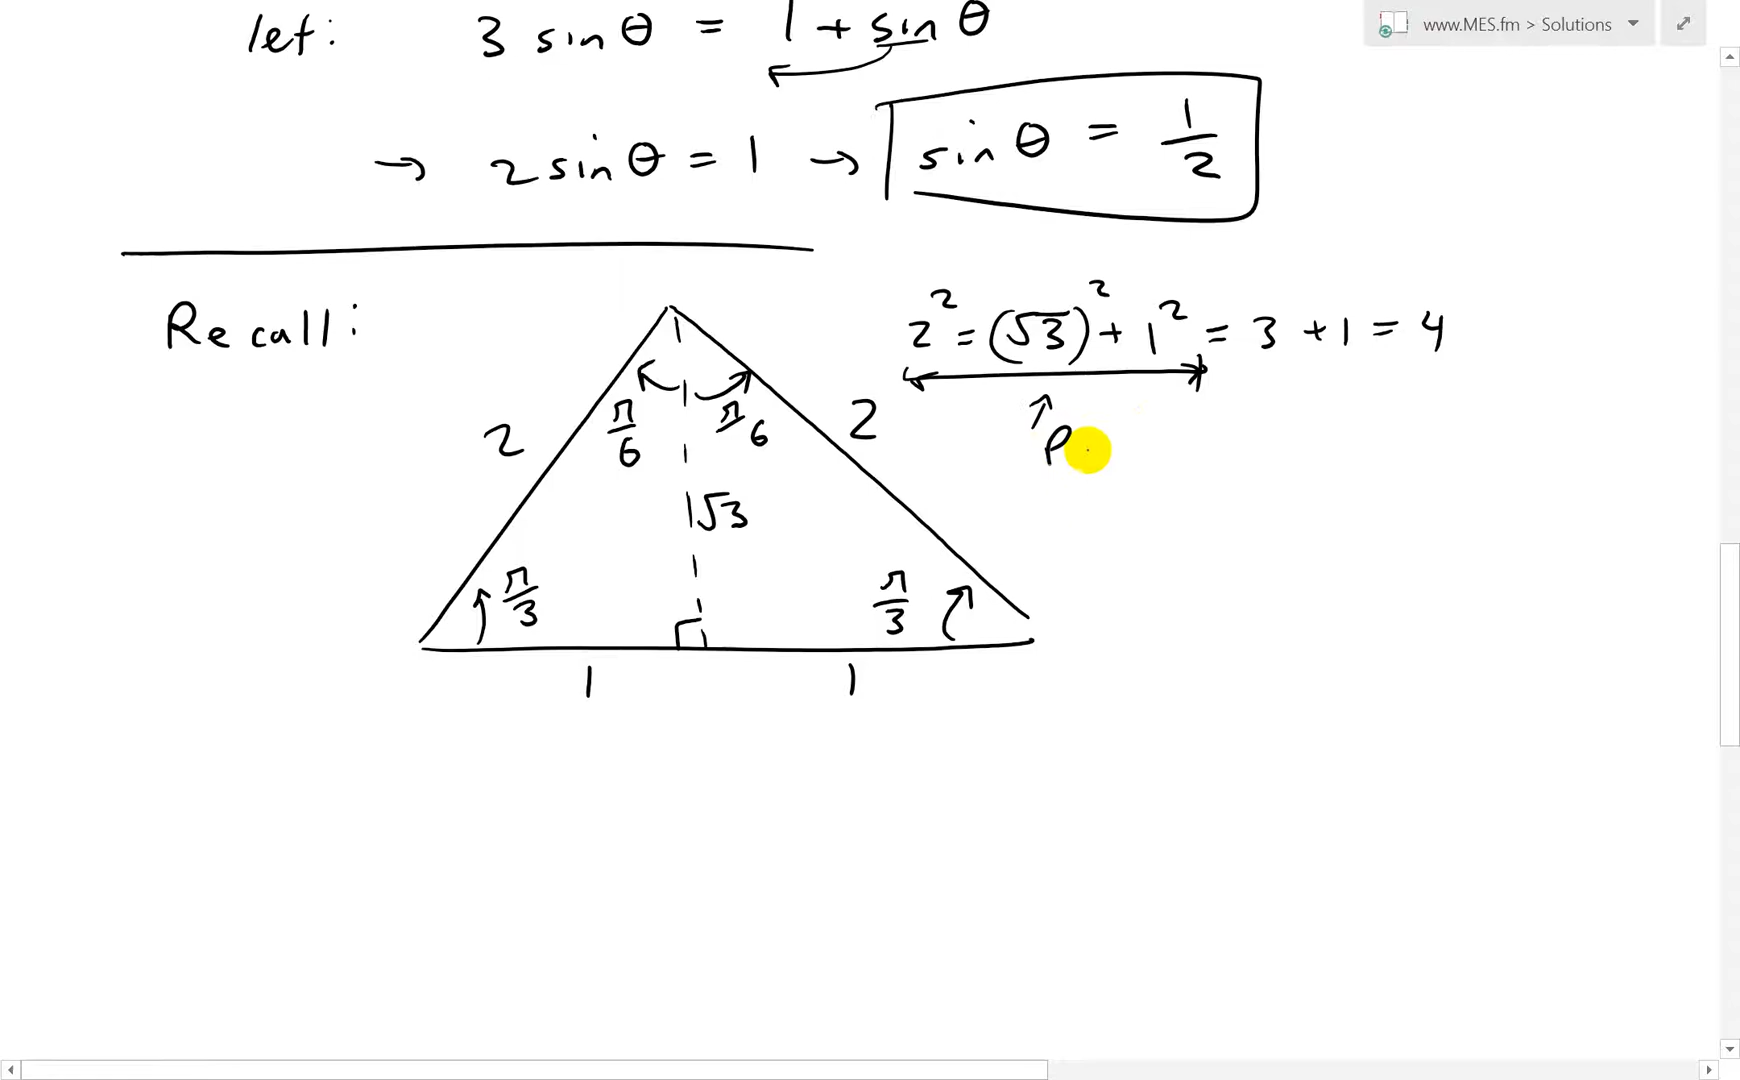 let: 3 sin θ = 1 + sin θ
www.MES.fm > Solutions
→ 2 sin θ = 1 → sin θ = 1/2
Recall:
2² = (√3)² + 1² = 3 + 1 = 4
↑
P
2
π/6
π/6
2
√3
π/3
π/3
1
1